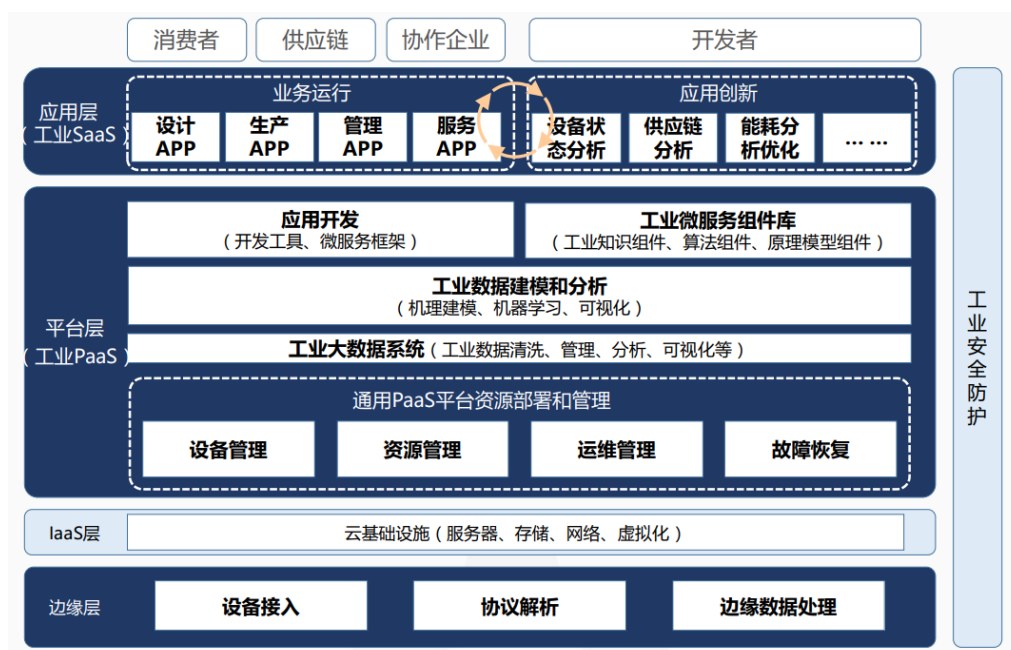 消费者
供应链
协作企业
开发者
应用层
（工业SaaS）
业务运行
设计
APP
生产
APP
管理
APP
服务
APP
应用创新
设备状
态分析
供应链
分析
能耗分
析优化
... ...
平台层
（工业PaaS）
应用开发
（开发工具、微服务框架）
工业微服务组件库
（工业知识组件、算法组件、原理模型组件）
工业数据建模和分析
（机理建模、机器学习、可视化）
工业大数据系统（工业数据清洗、管理、分析、可视化等）
通用PaaS平台资源部署和管理
设备管理
资源管理
运维管理
故障恢复
IaaS层
云基础设施（服务器、存储、网络、虚拟化）
边缘层
设备接入
协议解析
边缘数据处理
工业安全防护